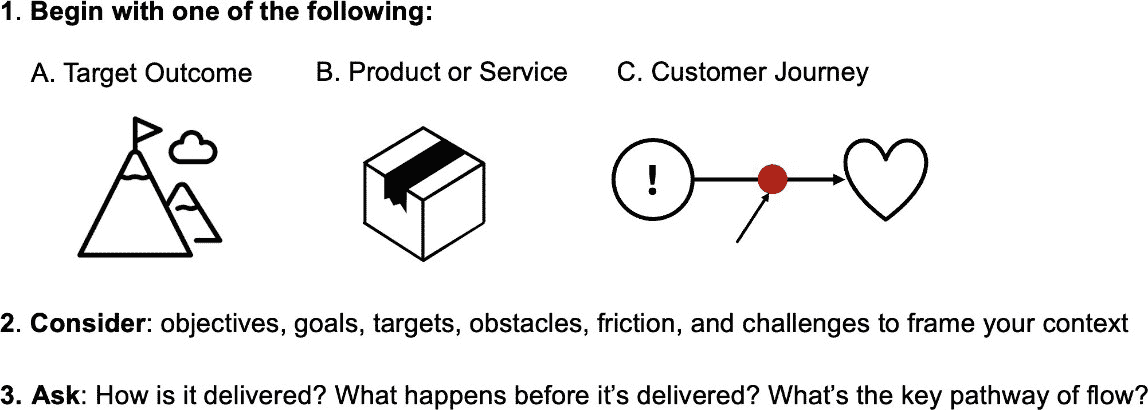 1. Begin with one of the following:
A. Target Outcome B. Product or Service C. Customer Journey
!
2. Consider: objectives, goals, targets, obstacles, friction, and challenges to frame your context
3. Ask: How is it delivered? What happens before it’s delivered? What’s the key pathway of flow?